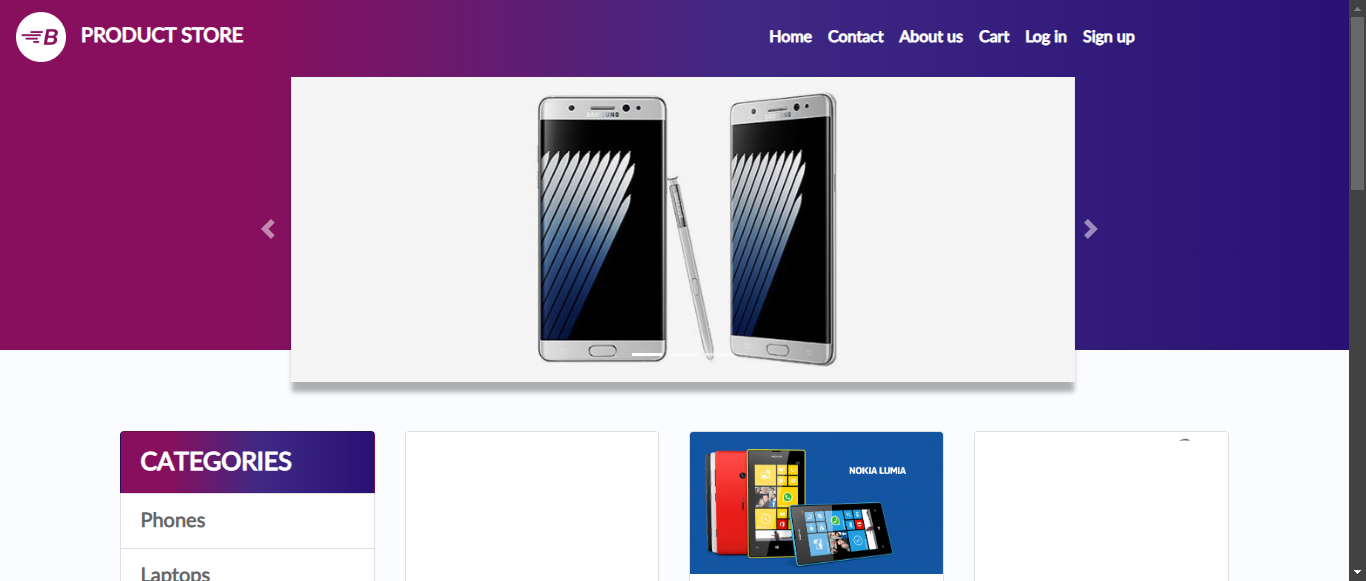 B PRODUCT STORE
Home Contact About us Cart Log in Sign up
SAMSUNG
SAMSUNG
CATEGORIES
Phones
Laptops
NOKIA LUMIA